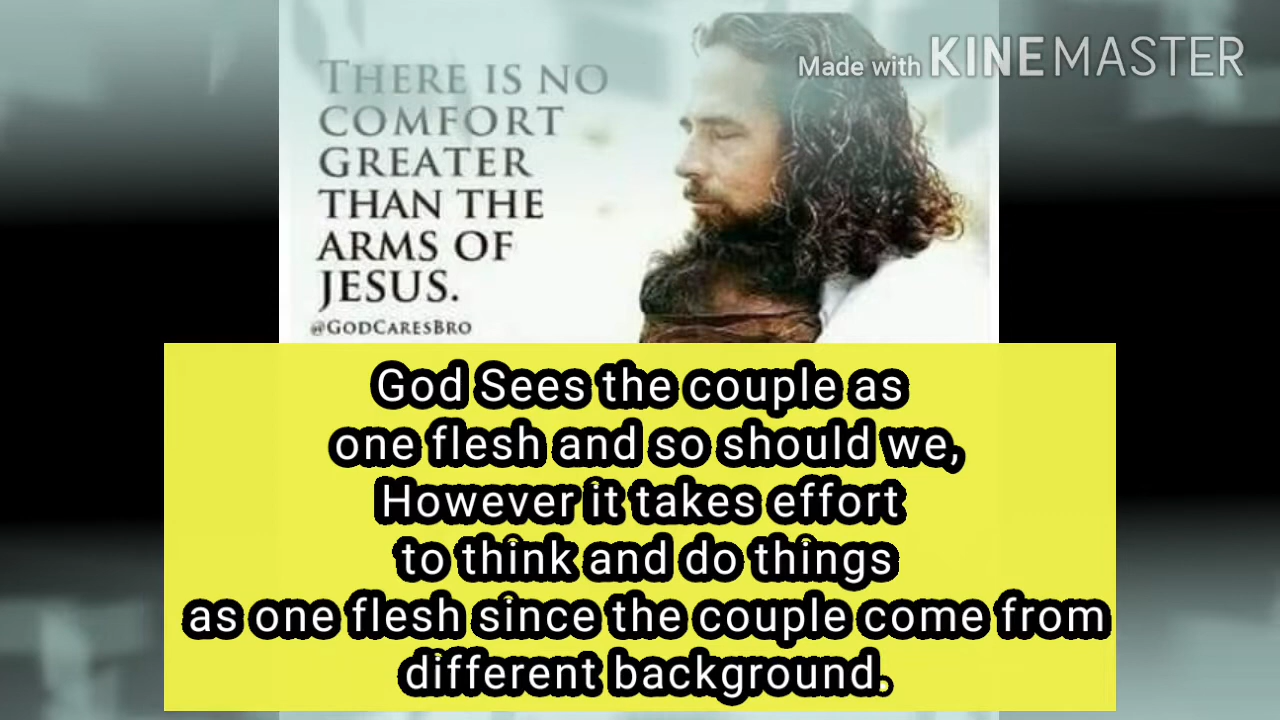 THERE IS NO
COMFORT
GREATER
THAN THE
ARMS OF
JESUS.
@GODCARESBRO
Made with KINEMASTER
God Sees the couple as
one flesh and so should we,
However it takes effort
to think and do things
as one flesh since the couple come from
different background.